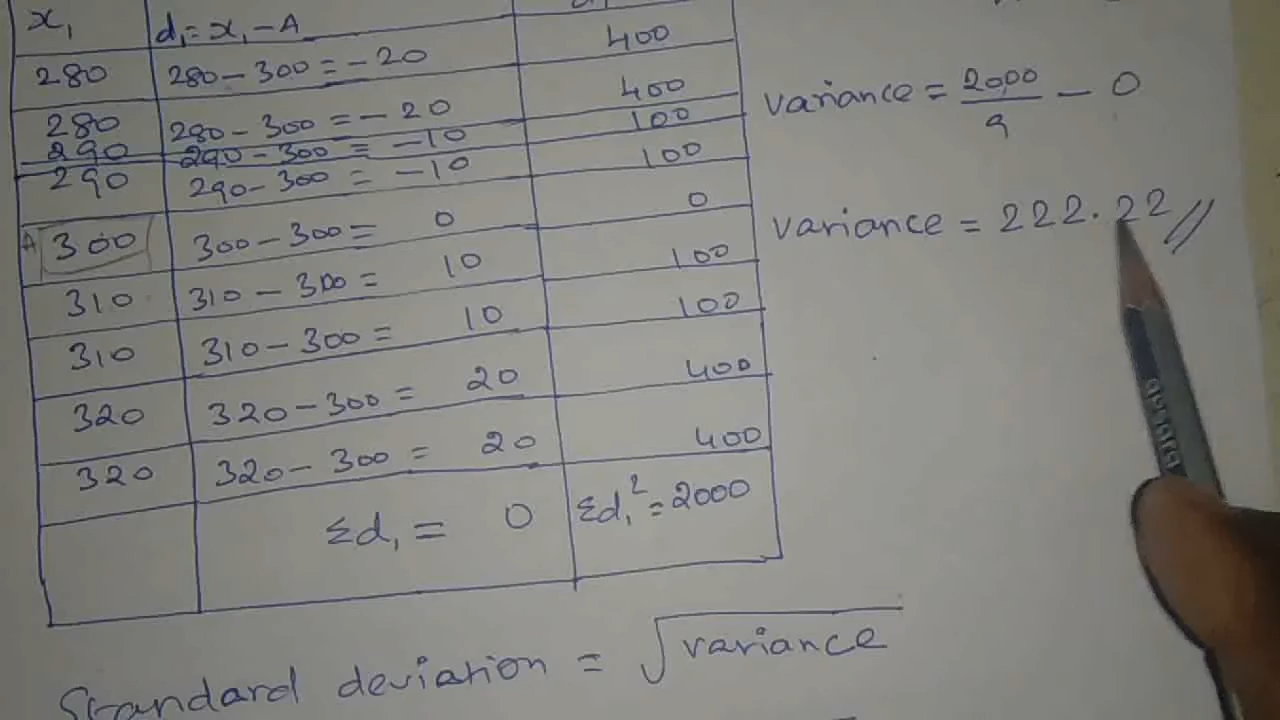 x₁ d₁ = x₁ - A
280 280 - 300 = - 20 400
280 280 - 300 = - 20 400
290 290 - 300 = - 10 100
290 290 - 300 = - 10 100
A 300 300 - 300 = 0 0
310 310 - 300 = 10 100
310 310 - 300 = 10 100
320 320 - 300 = 20 400
320 320 - 300 = 20 400
Σd₁ = 0 Σd₁² = 2000
variance = 2000/9 - 0
variance = 222.22 //
Standard deviation = √variance